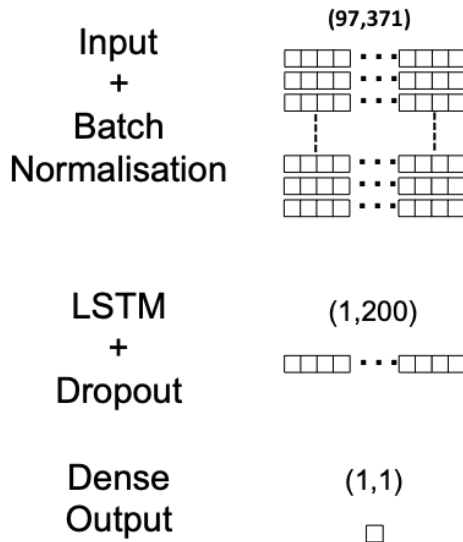 Input
+
Batch
Normalisation
(97,371)
LSTM
+
Dropout
(1,200)
Dense
Output
(1,1)